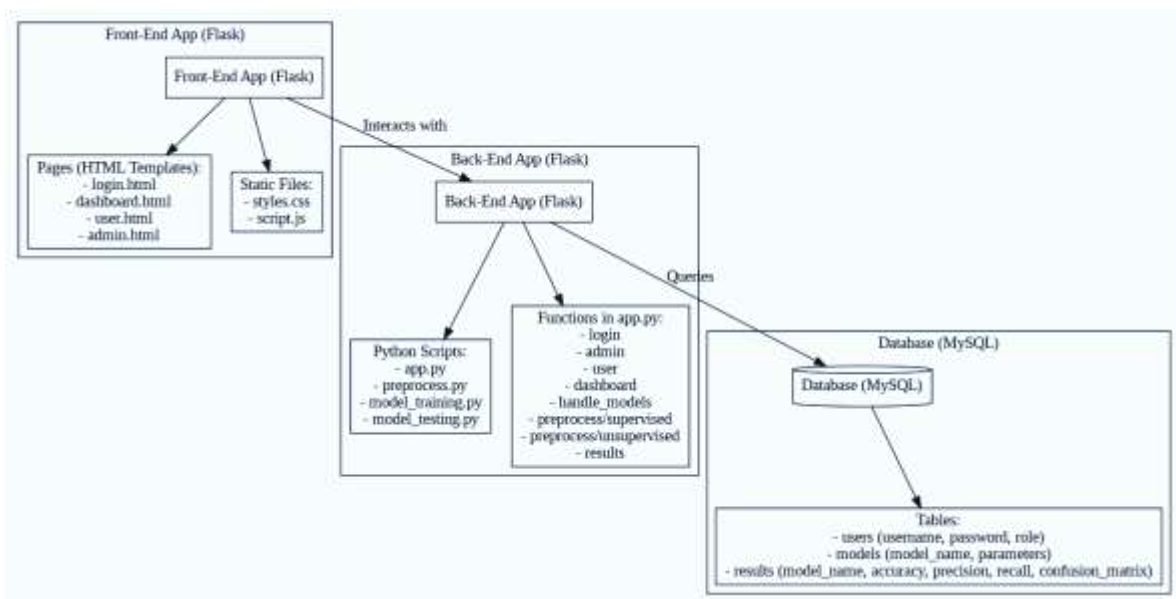 Front-End App (Flask)
Front-End App (Flask)
Interacts with
Pages (HTML Templates):
- login.html
- dashboard.html
- user.html
- admin.html
Static Files:
- styles.css
- script.js
Back-End App (Flask)
Back-End App (Flask)
Queries
Python Scripts:
- app.py
- preprocess.py
- model_training.py
- model_testing.py
Functions in app.py:
- login
- admin
- user
- dashboard
- handle_models
- preprocess/supervised
- preprocess/unsupervised
- results
Database (MySQL)
Database (MySQL)
Tables:
- users (username, password, role)
- models (model_name, parameters)
- results (model_name, accuracy, precision, recall, confusion_matrix)